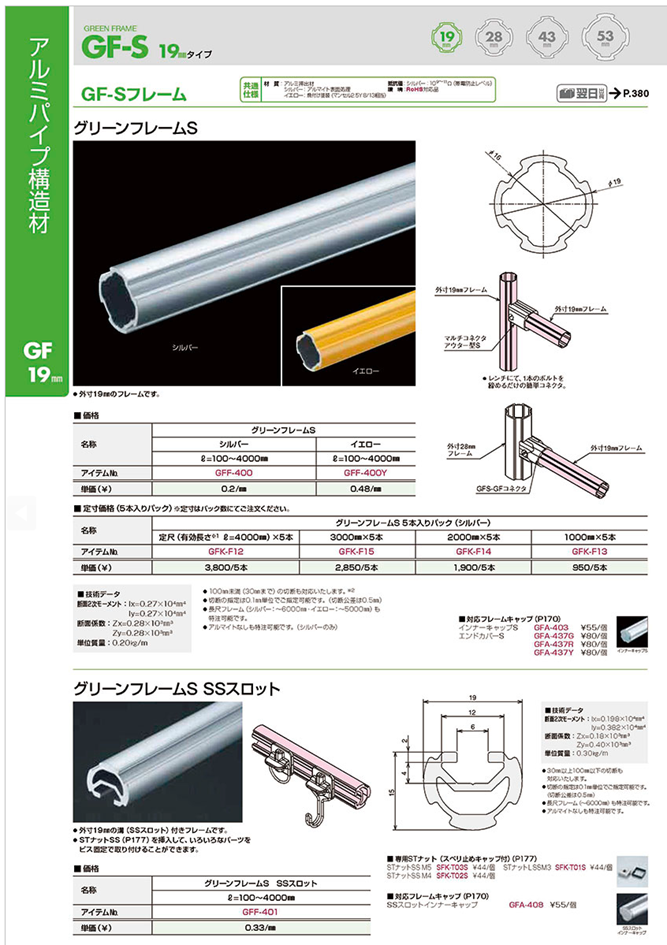 アルミパイプ構造材
GF
19mm
GREEN FRAME
GF-S 19mmタイプ
19
28
43
53
GF-Sフレーム
共通仕様
材 質：アルミ押出材
シルバー：アルマイト表面処理
イエロー：焼付け塗装(マンセル2.5Y 8/13相当)
環 境：RoHS対応品
翌日
→P.380
グリーンフレームS
シルバー
イエロー
● 外寸19mmのフレームです。
φ16
φ19
外寸19mmフレーム
外寸19mmフレーム
マルチコネクタ
アウター型S
● レンチにて、1本のボルトを
締めるだけの簡単コネクタ。
外寸28mm
フレーム
外寸19mmフレーム
GFS-GFコネクタ
■ 価格
名称
グリーンフレームS
シルバー
イエロー
ℓ=100～4000mm
ℓ=100～4000mm
アイテムNo.
GFF-400
GFF-400Y
単価(￥)
0.2/mm
0.48/mm
■ 定寸価格(5本入りパック) ※定寸はパック数にてご注文ください。
名称
グリーンフレームS 5本入りパック(シルバー)
定尺(有効長さ※1 ℓ=4000mm)×5本
3000mm×5本
2000mm×5本
1000mm×5本
アイテムNo.
GFK-F12
GFK-F15
GFK-F14
GFK-F13
単価(￥)
3,800/5本
2,850/5本
1,900/5本
950/5本
■ 技術データ
断面2次モーメント：Ix=0.27×10⁴mm⁴
Iy=0.27×10⁴mm⁴
断面係数：Zx=0.28×10³mm³
Zy=0.28×10³mm³
単位質量：0.20kg/m
● 100mm未満(30mmまで)の切断も対応いたします。※2
● 切断の指定は0.1mm単位でご指定可能です。(切断公差は0.5mm)
● 長尺フレーム(シルバー：～6000mm・イエロー：～5000mm)も
特注可能です。
● アルマイトなしも特注可能です。(シルバーのみ)
■ 対応フレームキャップ(P170)
インナーキャップS GFA-403 ¥55/個
エンドカバーS GFA-437G ¥80/個
GFA-437R ¥80/個
GFA-437Y ¥80/個
インナーキャップS
グリーンフレームS SSスロット
● 外寸19mmの溝(SSスロット)付きフレームです。
● STナットSS(P177)を挿入して、いろいろなパーツを
ビス固定で取り付けることができます。
19
12
6
2
4
15
■ 技術データ
断面2次モーメント：Ix=0.198×10⁴mm⁴
Iy=0.382×10⁴mm⁴
断面係数：Zx=0.18×10³mm³
Zy=0.40×10³mm³
単位質量：0.30kg/m
● 30mm以上100mm以下の切断も
対応いたします。
● 切断の指定は0.1mm単位でご指定可能です。
(切断公差は0.5mm)
● 長尺フレーム(～6000mm)も特注可能です。
● アルマイトなしも特注可能です。
■ 価格
名称
グリーンフレームS SSスロット
ℓ=100～4000mm
アイテムNo.
GFF-401
単価(￥)
0.33/mm
■ 専用STナット(スベリ止めキャップ付)(P177)
STナットSS M5 SFK-T03S ¥44/個 STナットLSSM3 SFK-T01S ¥44/個
STナットSS M4 SFK-T02S ¥44/個
■ 対応フレームキャップ(P170)
SSスロットインナーキャップ GFA-408 ¥55/個
SSスロット
インナーキャップ